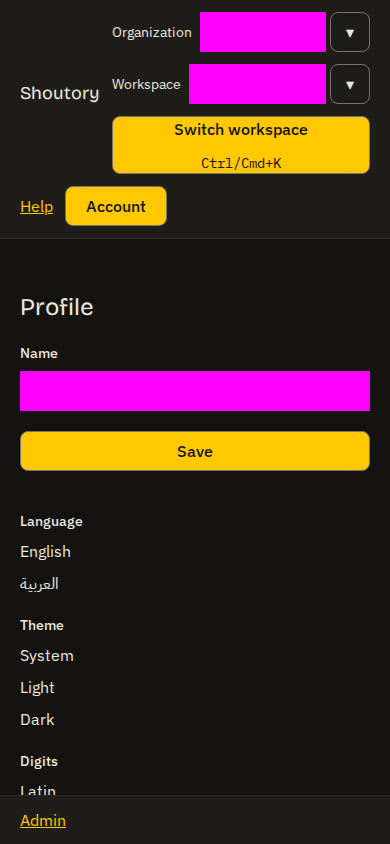 Shoutory
Organization
▼
Workspace
▼
Switch workspace
Ctrl/Cmd+K
Help
Account
Profile
Name
Save
Language
English
العربية
Theme
System
Light
Dark
Digits
Latin
Admin